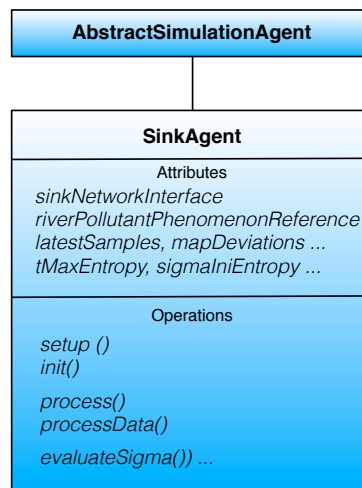 AbstractSimulationAgent
SinkAgent
Attributes
sinkNetworkInterface
riverPollutantPhenomenonReference
latestSamples, mapDeviations ...
tMaxEntropy, sigmaIniEntropy ...
Operations
setup ()
init()
process()
processData()
evaluateSigma()) ...